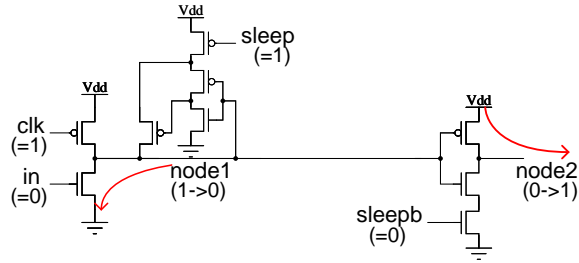 Vdd
sleep
(=1)
Vdd
Vdd
clk
(=1)
in
(=0)
node1
(1->0)
node2
(0->1)
sleepb
(=0)